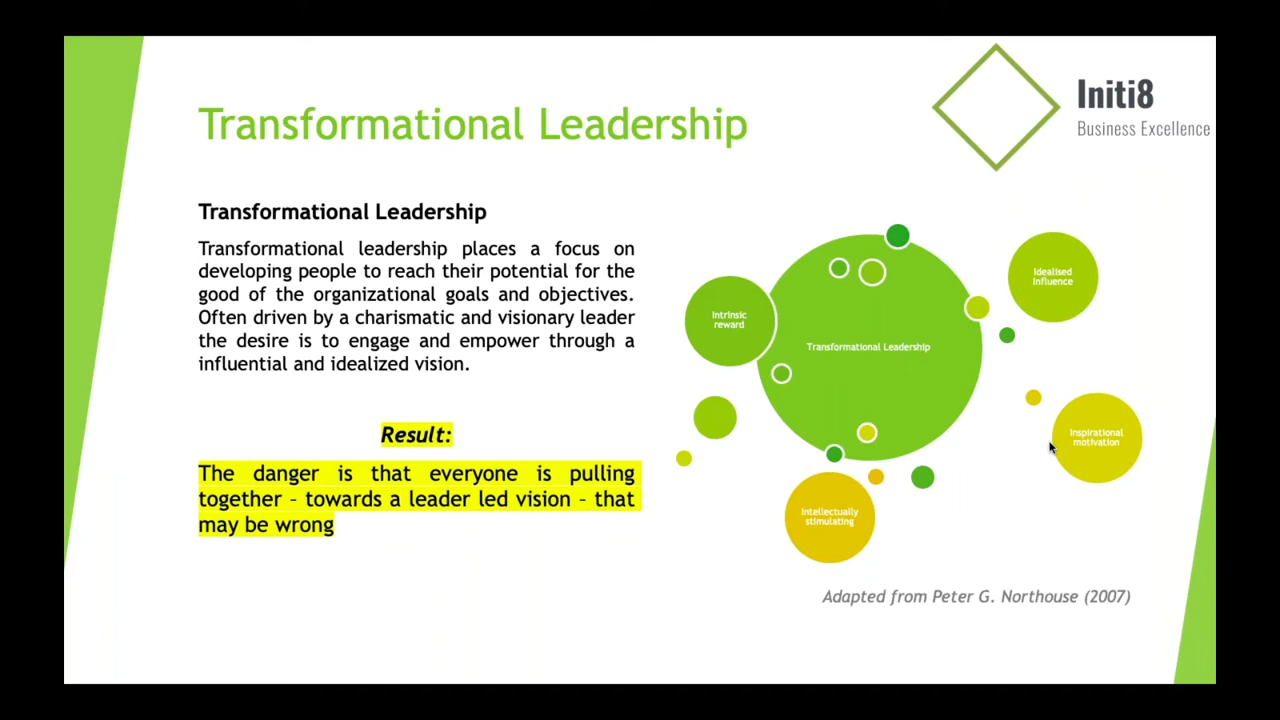 Initi8
Business Excellence
Transformational Leadership
Transformational Leadership
Transformational leadership places a focus on
developing people to reach their potential for the
good of the organizational goals and objectives.
Often driven by a charismatic and visionary leader
the desire is to engage and empower through a
influential and idealized vision.
Result:
The danger is that everyone is pulling
together – towards a leader led vision – that
may be wrong
Intrinsic
reward
Transformational Leadership
Idealised
influence
Inspirational
motivation
Intellectually
stimulating
Adapted from Peter G. Northouse (2007)